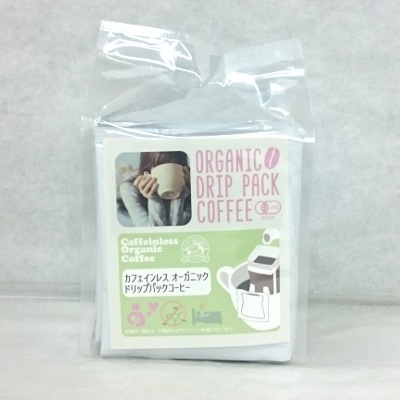 ORGANIC
DRIP PACK
COFFEE
Caffeinless
Organic
Coffee
カフェインレス オーガニック
ドリップパックコーヒー